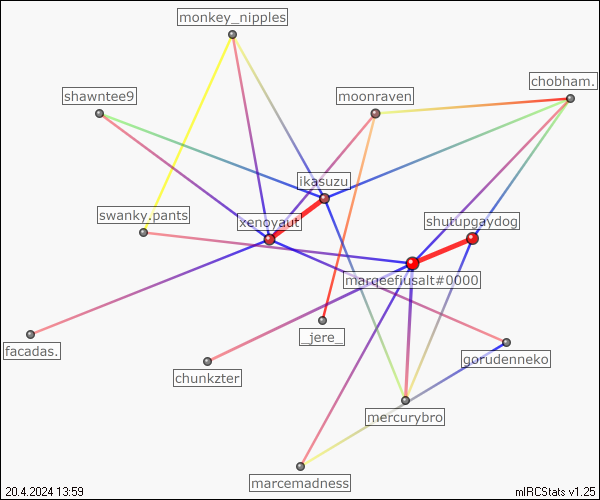 monkey_nipples
chobham.
shawntee9
moonraven
ikasuzu
swanky.pants
xenoyaut
shutupgaydog
marqeefiusalt#0000
_jere_
facadas.
gorudenneko
chunkzter
mercurybro
marcemadness
20.4.2024 13:59
mIRCStats v1.25